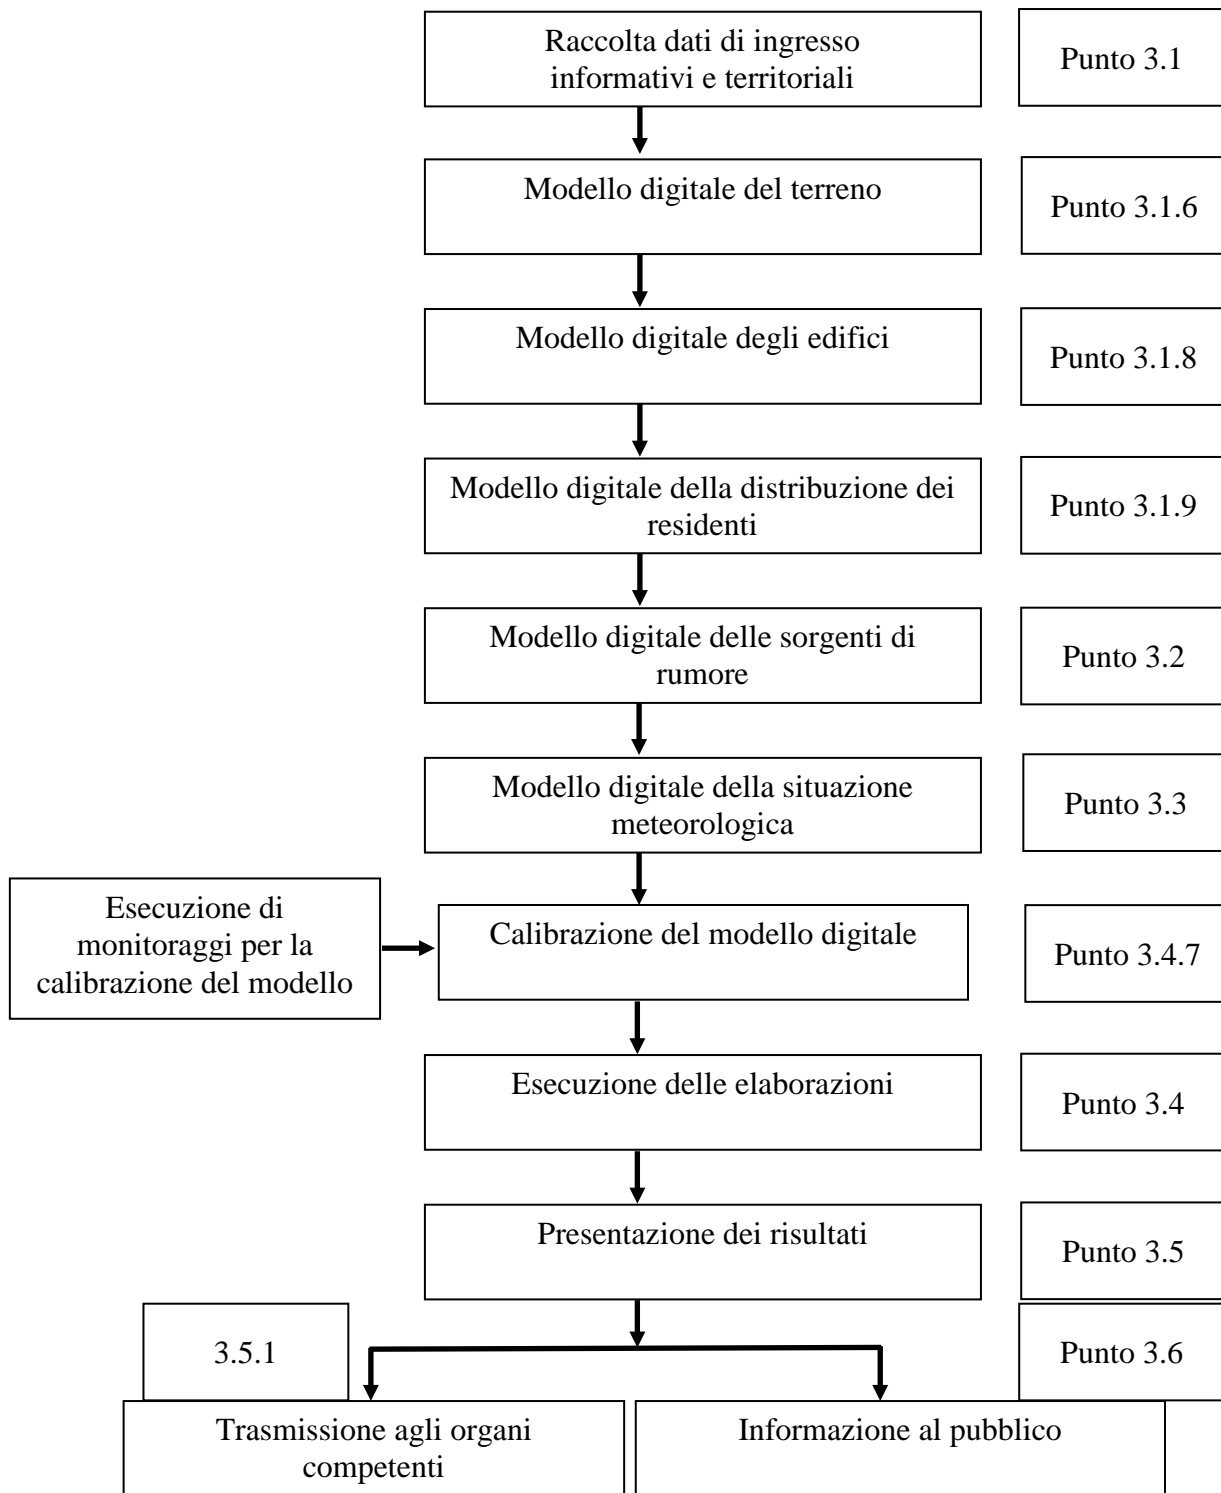 Raccolta dati di ingresso
informativi e territoriali
Punto 3.1
Modello digitale del terreno
Punto 3.1.6
Modello digitale degli edifici
Punto 3.1.8
Modello digitale della distribuzione dei
residenti
Punto 3.1.9
Modello digitale delle sorgenti di
rumore
Punto 3.2
Modello digitale della situazione
meteorologica
Punto 3.3
Esecuzione di
monitoraggi per la
calibrazione del modello
Calibrazione del modello digitale
Punto 3.4.7
Esecuzione delle elaborazioni
Punto 3.4
Presentazione dei risultati
Punto 3.5
3.5.1
Punto 3.6
Trasmissione agli organi
competenti
Informazione al pubblico